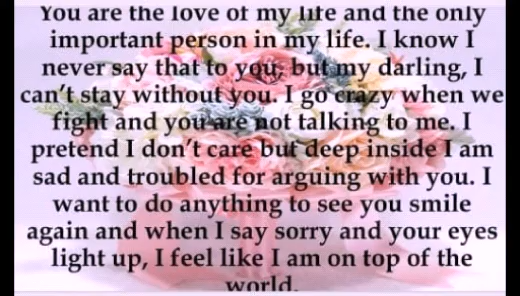 You are the love of my life and the only
important person in my life. I know I
never say that to you, but my darling, I
can't stay without you. I go crazy when we
fight and you are not talking to me. I
pretend I don't care but deep inside I am
sad and troubled for arguing with you. I
want to do anything to see you smile
again and when I say sorry and your eyes
light up, I feel like I am on top of the
world.